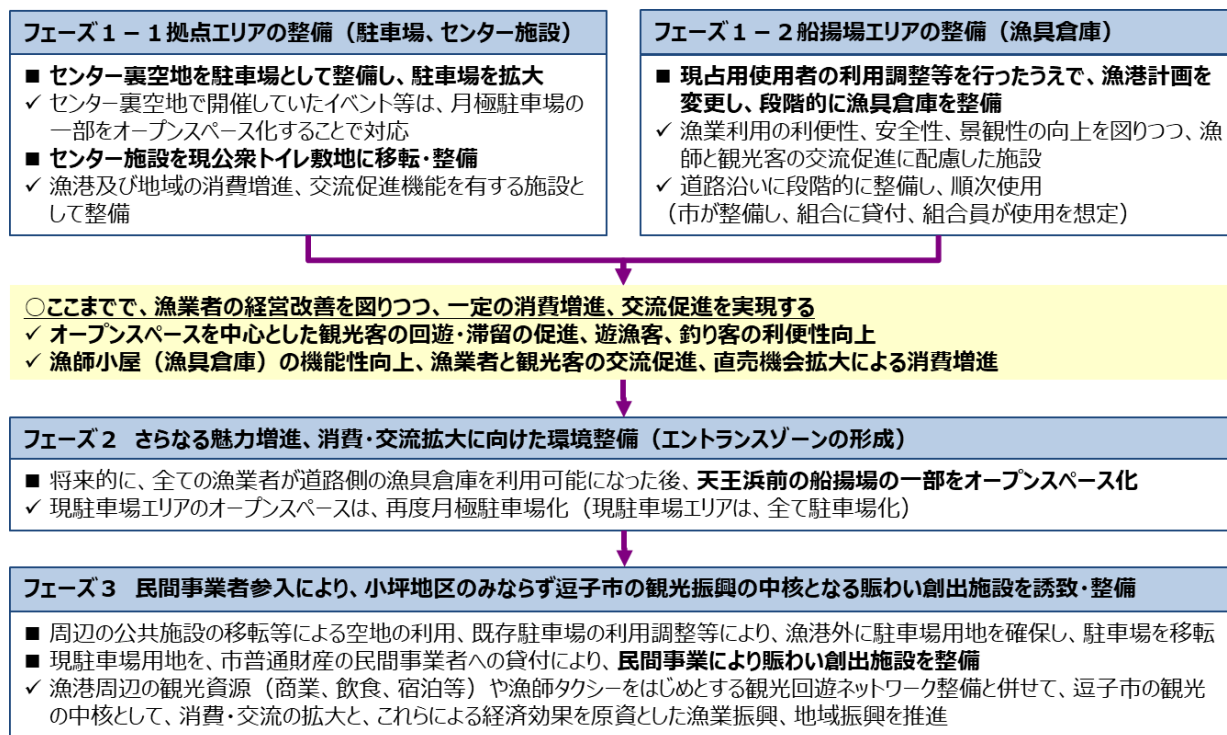 フェーズ１－１拠点エリアの整備（駐車場、センター施設）
■ センター裏空地を駐車場として整備し、駐車場を拡大
✓ センター裏空地で開催していたイベント等は、月極駐車場の
一部をオープンスペース化することで対応
■ センター施設を現公衆トイレ敷地に移転・整備
✓ 漁港及び地域の消費増進、交流促進機能を有する施設と
して整備
フェーズ１－２船揚場エリアの整備（漁具倉庫）
■ 現占用使用者の利用調整等を行ったうえで、漁港計画を
変更し、段階的に漁具倉庫を整備
✓ 漁業利用の利便性、安全性、景観性の向上を図りつつ、漁
師と観光客の交流促進に配慮した施設
✓ 道路沿いに段階的に整備し、順次使用
（市が整備し、組合に貸付、組合員が使用を想定）
○ここまでで、漁業者の経営改善を図りつつ、一定の消費増進、交流促進を実現する
✓ オープンスペースを中心とした観光客の回遊・滞留の促進、遊漁客、釣り客の利便性向上
✓ 漁師小屋（漁具倉庫）の機能性向上、漁業者と観光客の交流促進、直売機会拡大による消費増進
フェーズ２ さらなる魅力増進、消費・交流拡大に向けた環境整備（エントランスゾーンの形成）
■ 将来的に、全ての漁業者が道路側の漁具倉庫を利用可能になった後、天王浜前の船揚場の一部をオープンスペース化
✓ 現駐車場エリアのオープンスペースは、再度月極駐車場化（現駐車場エリアは、全て駐車場化）
フェーズ３ 民間事業者参入により、小坪地区のみならず逗子市の観光振興の中核となる賑わい創出施設を誘致・整備
■ 周辺の公共施設の移転等による空地の利用、既存駐車場の利用調整等により、漁港外に駐車場用地を確保し、駐車場を移転
■ 現駐車場用地を、市普通財産の民間事業者への貸付により、民間事業により賑わい創出施設を整備
✓ 漁港周辺の観光資源（商業、飲食、宿泊等）や漁師タクシーをはじめとする観光回遊ネットワーク整備と併せて、逗子市の観光
の中核として、消費・交流の拡大と、これらによる経済効果を原資とした漁業振興、地域振興を推進